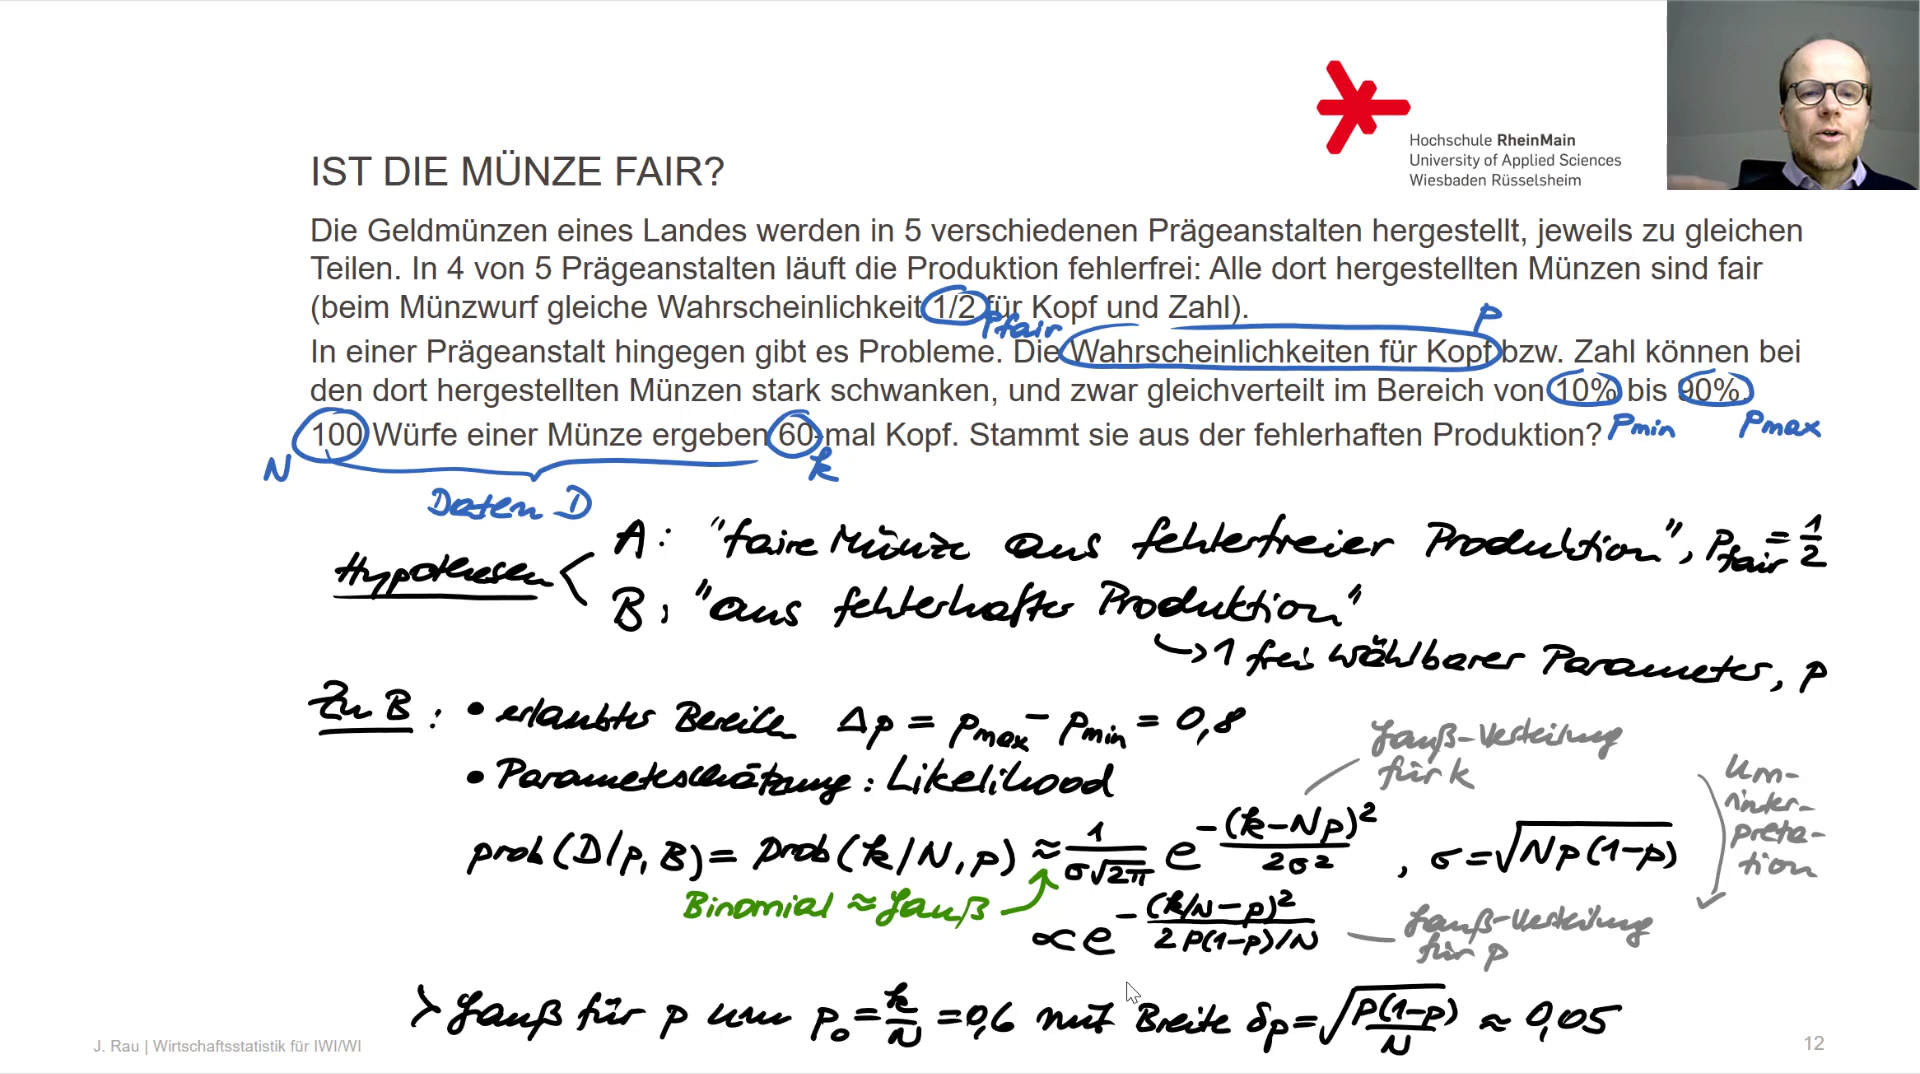 Hochschule RheinMain
University of Applied Sciences
Wiesbaden Rüsselsheim
IST DIE MÜNZE FAIR?
Die Geldmünzen eines Landes werden in 5 verschiedenen Prägeanstalten hergestellt, jeweils zu gleichen
Teilen. In 4 von 5 Prägeanstalten läuft die Produktion fehlerfrei: Alle dort hergestellten Münzen sind fair
(beim Münzwurf gleiche Wahrscheinlichkeit 1/2 für Kopf und Zahl).
Pfair
P
In einer Prägeanstalt hingegen gibt es Probleme. Die Wahrscheinlichkeiten für Kopf bzw. Zahl können bei
den dort hergestellten Münzen stark schwanken, und zwar gleichverteilt im Bereich von 10% bis 90%.
Pmin Pmax
100 Würfe einer Münze ergeben 60-mal Kopf. Stammt sie aus der fehlerhaften Produktion?
N k
Daten D
Hypothesen < A: "faire Münze aus fehlerfreier Produktion", Pfair = 1/2
B: "aus fehlerhafter Produktion"
↳ 1 frei wählbarer Parameter, p
Zu B: • erlaubter Bereich Δp = pmax - pmin = 0,8
• Parameterschätzung: Likelihood
Gauß-Verteilung
für k
prob(D|p,B) = prob(k|N,p) ≈ 1/(σ√2π) e^-(k-Np)²/2σ² , σ=√Np(1-p)
Um-
inter-
preta-
tion
Binomial ≈ Gauß
∝ e^-(k/N-p)²/2p(1-p)/N
Gauß-Verteilung
für p
> Gauß für p um p₀ = k/N = 0,6 mit Breite δp = √p(1-p)/N ≈ 0,05
J. Rau | Wirtschaftsstatistik für IWI/WI
12